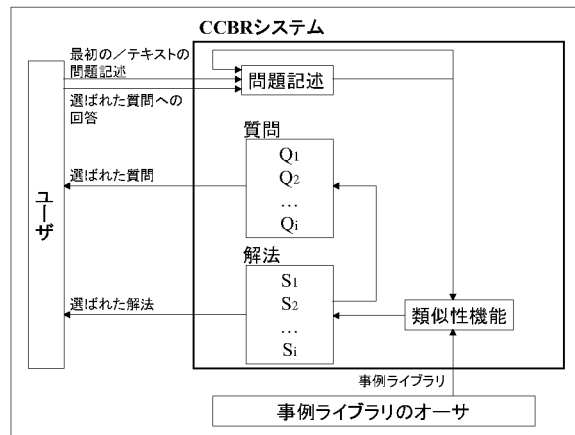 CCBRシステム
最初の／テキストの
問題記述
問題記述
選ばれた質問への
回答
質問
Q1
Q2
…
Qi
選ばれた質問
ユーザ
解法
S1
S2
…
Si
選ばれた解法
類似性機能
事例ライブラリ
事例ライブラリのオーサ